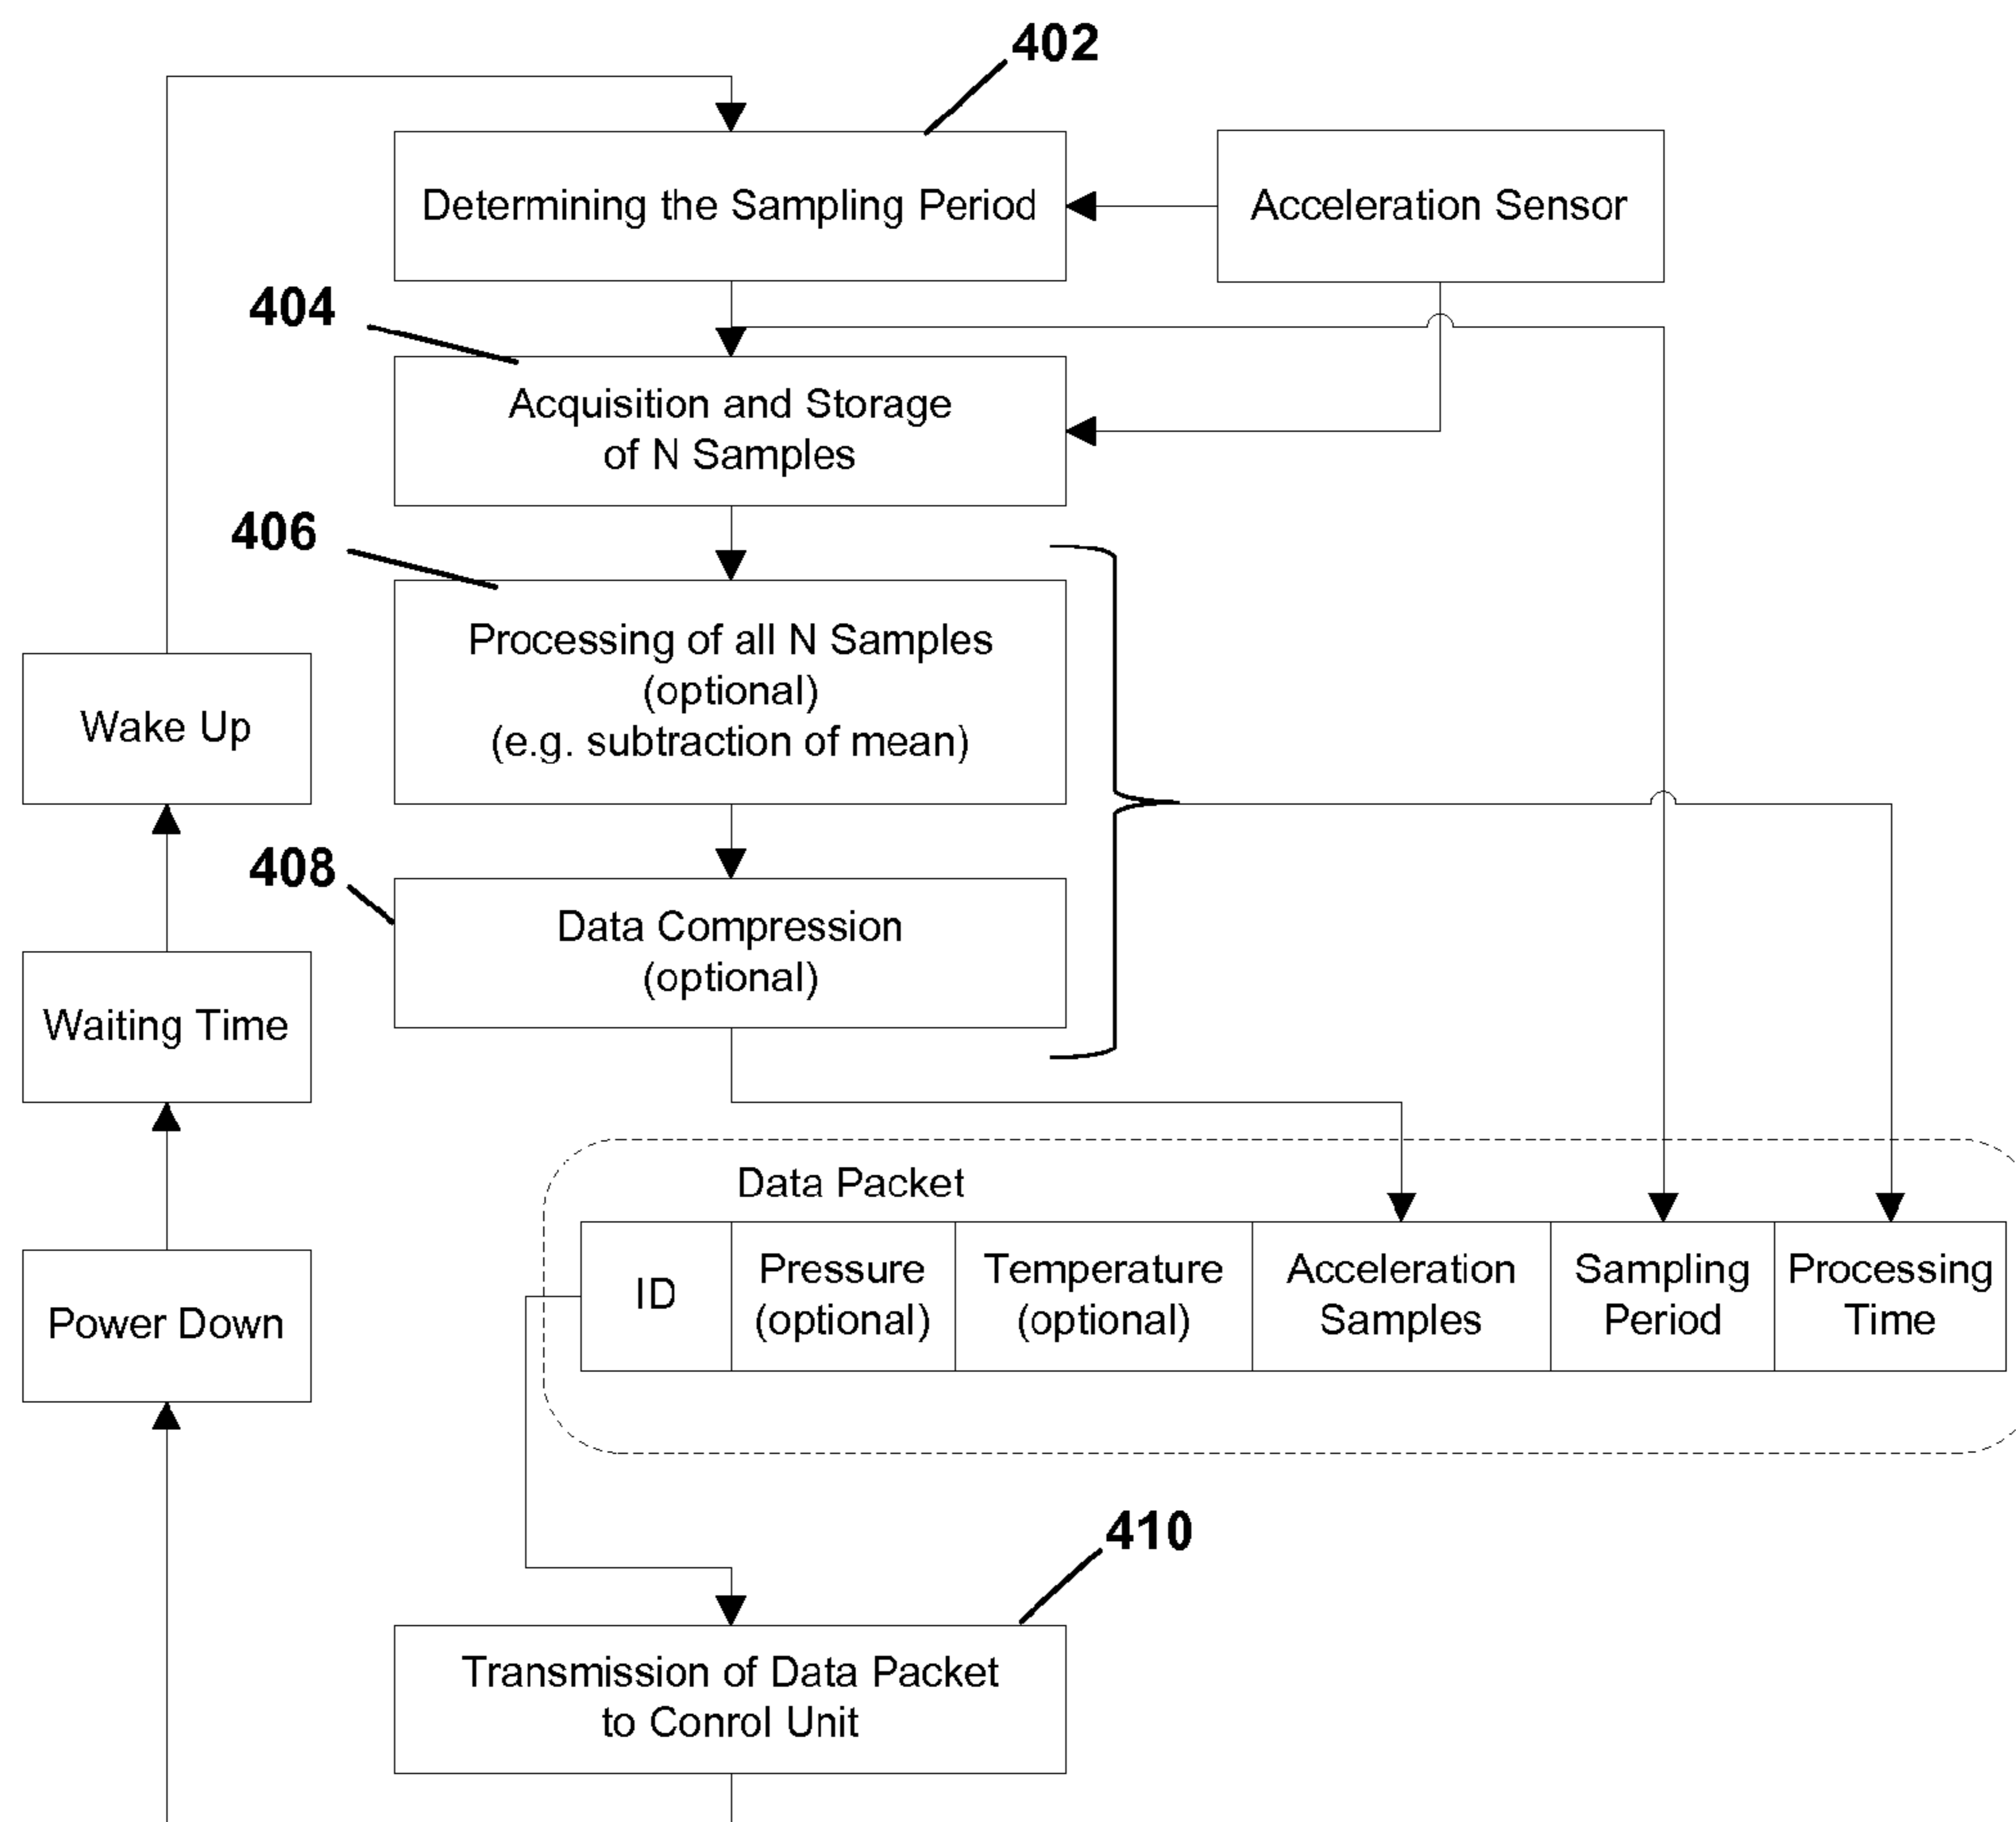 402
Determining the Sampling Period
Acceleration Sensor
404
Acquisition and Storage
of N Samples
406
Processing of all N Samples
(optional)
(e.g. subtraction of mean)
Wake Up
408
Data Compression
(optional)
Waiting Time
Data Packet
ID
Pressure
(optional)
Temperature
(optional)
Acceleration
Samples
Sampling
Period
Processing
Time
Power Down
410
Transmission of Data Packet
to Conrol Unit